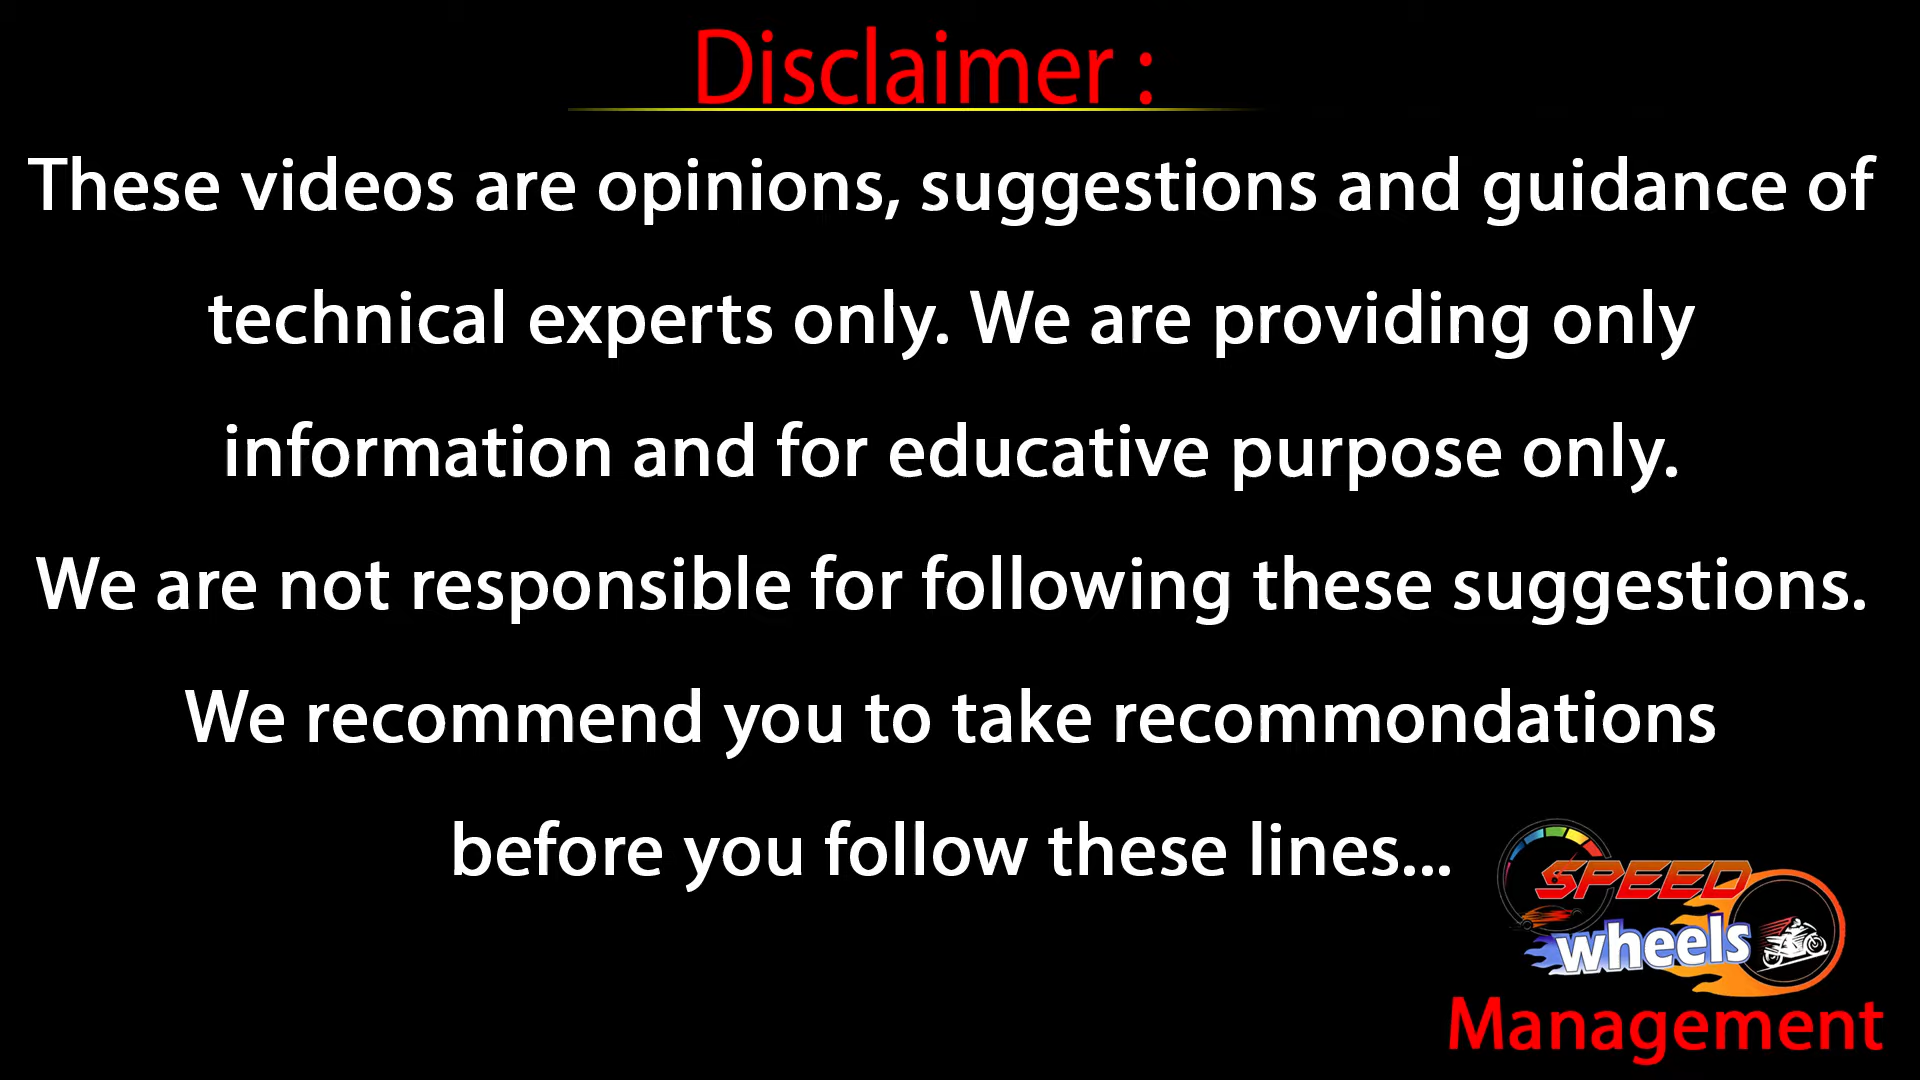 Disclaimer :
These videos are opinions, suggestions and guidance of
technical experts only. We are providing only
information and for educative purpose only.
We are not responsible for following these suggestions.
We recommend you to take recommondations
before you follow these lines...
SPEED
wheels
Management